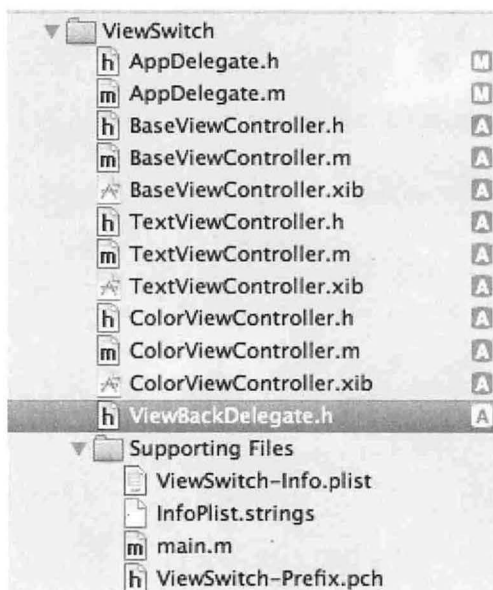 ViewSwitch
h AppDelegate.h M
m AppDelegate.m M
h BaseViewController.h A
m BaseViewController.m A
BaseViewController.xib A
h TextViewController.h A
m TextViewController.m A
TextViewController.xib A
h ColorViewController.h A
m ColorViewController.m A
ColorViewController.xib A
h ViewBackDelegate.h A
Supporting Files
ViewSwitch-Info.plist
InfoPlist.strings
m main.m
h ViewSwitch-Prefix.pch